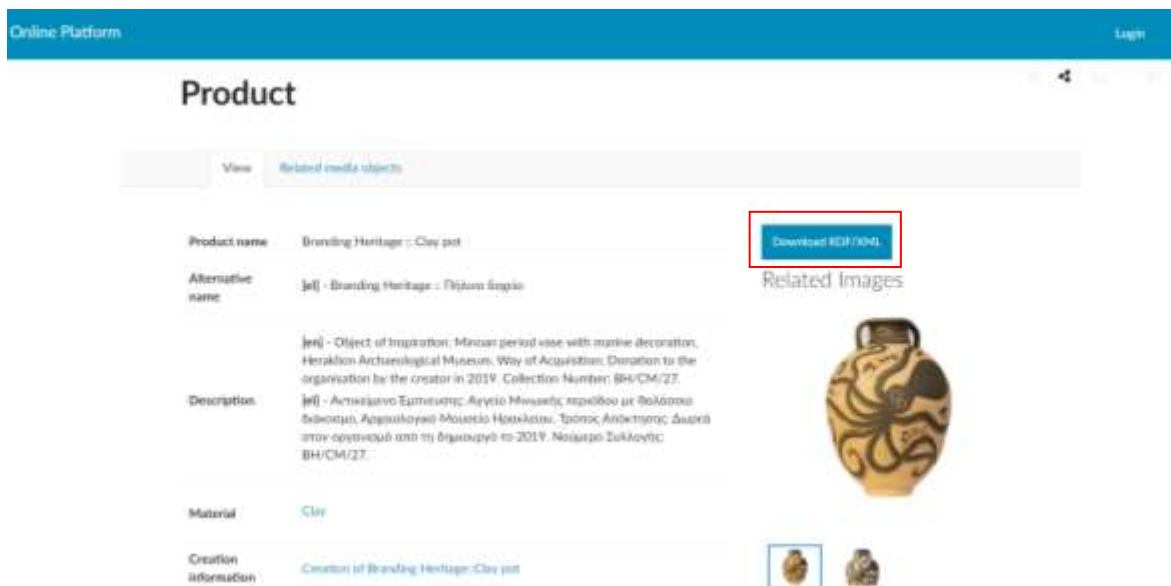 Online Platform
Login
Product
View
Related media objects
Product name
Branding Heritage :: Clay pot
Download RDF/XML
Alternative
name
[el] - Branding Heritage :: Πήλινο δοχείο
Related Images
[en] - Object of Inspiration: Minoan period vase with marine decoration,
Heraklion Archaeological Museum. Way of Acquisition: Donation to the
organisation by the creator in 2019. Collection Number: BH/CM/27.
Description
[el] - Αντικείμενο Έμπνευσης: Αγγείο Μινωικής περιόδου με θαλάσσιο
διάκοσμο, Αρχαιολογικό Μουσείο Ηρακλείου. Τρόπος Απόκτησης: Δωρεά
στον οργανισμό από τη δημιουργό το 2019. Νούμερο Συλλογής:
BH/CM/27.
Material
Clay
Creation
information
Creation of Branding Heritage: Clay pot